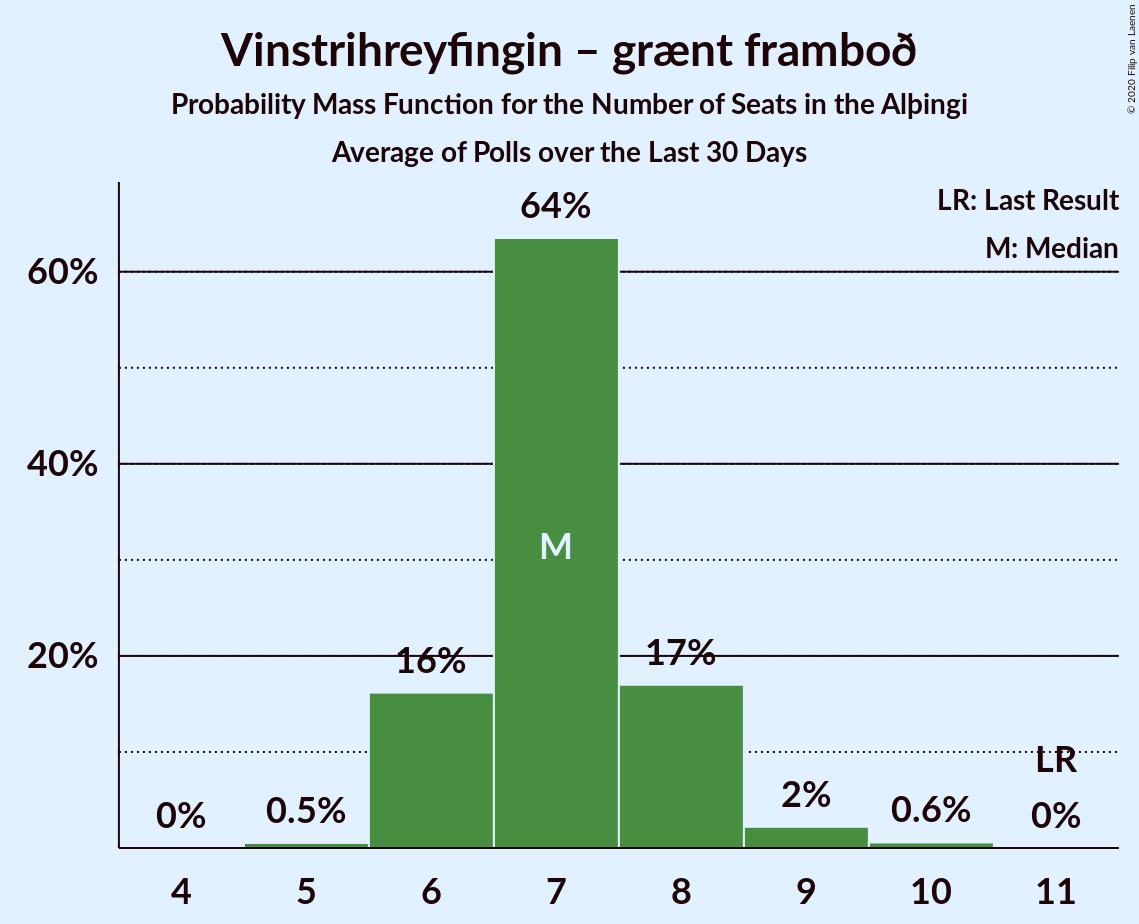 Vinstrihreyfingin – grænt framboð
Probability Mass Function for the Number of Seats in the Alþingi
Average of Polls over the Last 30 Days
© 2020 Filip van Laenen
LR: Last Result
M: Median
64%
60%
40%
M
20%
16%
17%
LR
0%
0.5%
2%
0.6%
0%
4
5
6
7
8
9
10
11